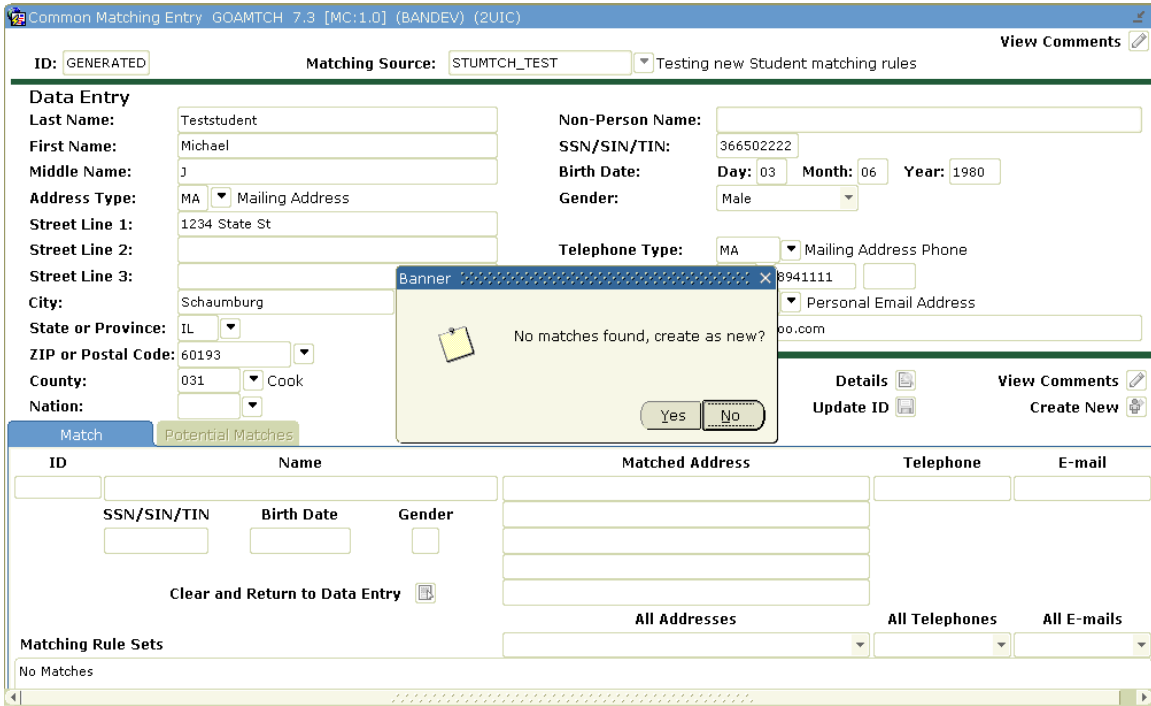 Common Matching Entry GOAMTCH 7.3 [MC:1.0] (BANDEV) (2UIC)
View Comments
ID: GENERATED Matching Source: STUMTCH_TEST Testing new Student matching rules
Data Entry
Last Name: Teststudent Non-Person Name:
First Name: Michael SSN/SIN/TIN: 366502222
Middle Name: J Birth Date: Day: 03 Month: 06 Year: 1980
Address Type: MA Mailing Address Gender: Male
Street Line 1: 1234 State St
Street Line 2: Telephone Type: MA Mailing Address Phone
Street Line 3: 8941111
City: Schaumburg Personal Email Address
State or Province: IL oo.com
ZIP or Postal Code: 60193
County: 031 Cook Details View Comments
Nation: Update ID Create New
Banner
No matches found, create as new?
Yes No
Match Potential Matches
ID Name Matched Address Telephone E-mail
SSN/SIN/TIN Birth Date Gender
Clear and Return to Data Entry
All Addresses All Telephones All E-mails
Matching Rule Sets
No Matches